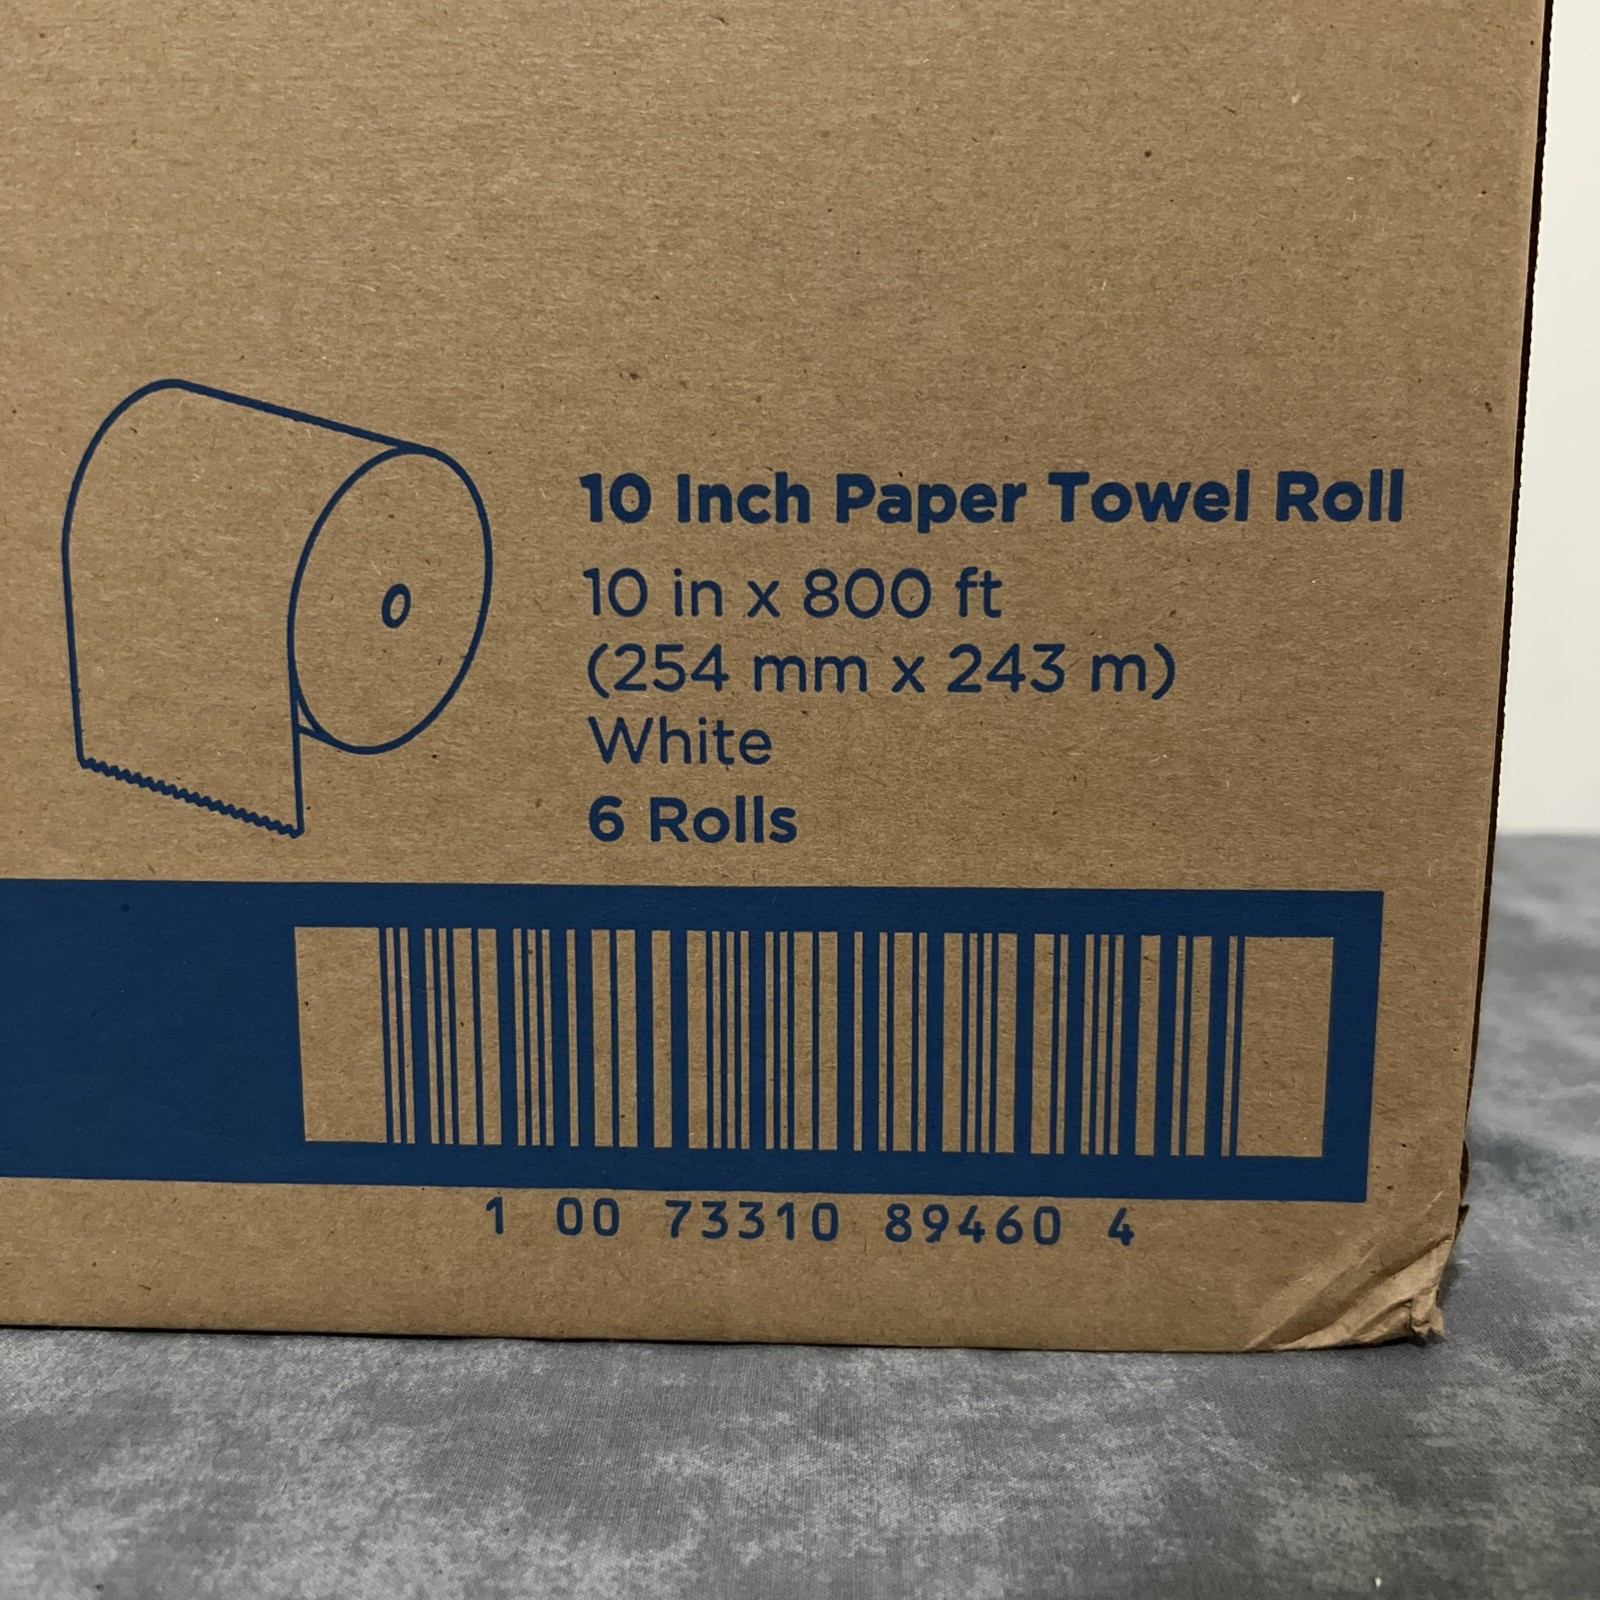 10 Inch Paper Towel Roll
10 in x 800 ft
(254 mm x 243 m)
White
6 Rolls
1 00 73310 89460 4